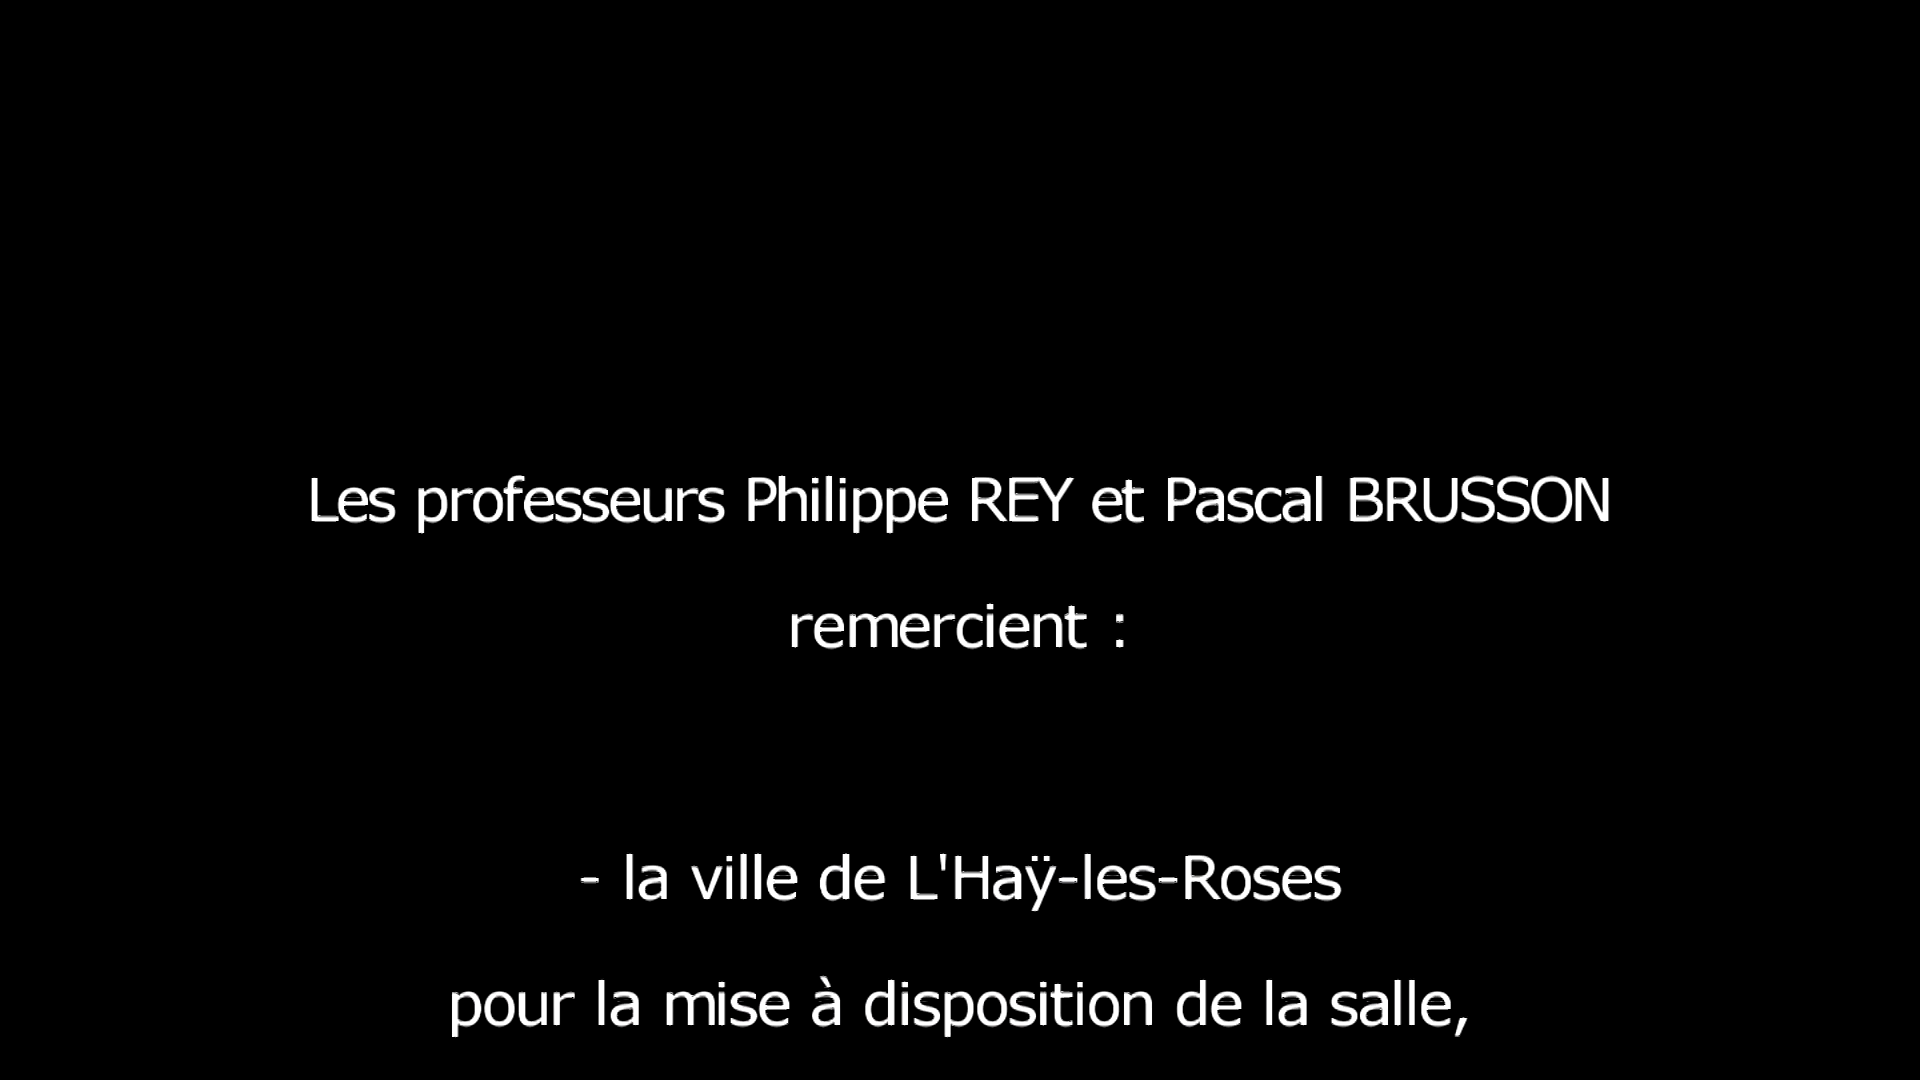 Les professeurs Philippe REY et Pascal BRUSSON
remercient :
- la ville de L'Haÿ-les-Roses
pour la mise à disposition de la salle,